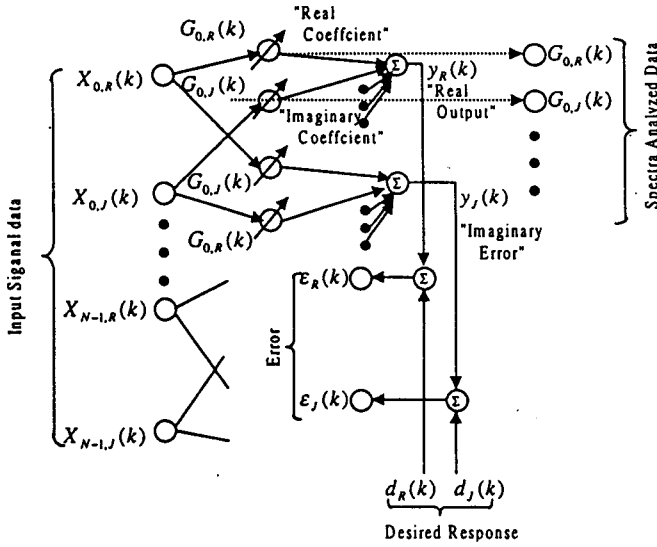 "Real
Coeffcient"
G_{0,R}(k)
X_{0,R}(k)
G_{0,J}(k)
"Imaginary
Coeffcient"
Σ
y_R(k)
"Real
Output"
G_{0,R}(k)
G_{0,J}(k)
Spectra Analyzed Data
X_{0,J}(k)
G_{0,J}(k)
G_{0,R}(k)
Σ
y_J(k)
"Imaginary
Error"
Input Siganal data
X_{N-1,R}(k)
X_{N-1,J}(k)
Error
ε_R(k)
Σ
ε_J(k)
Σ
d_R(k) d_J(k)
Desired Response